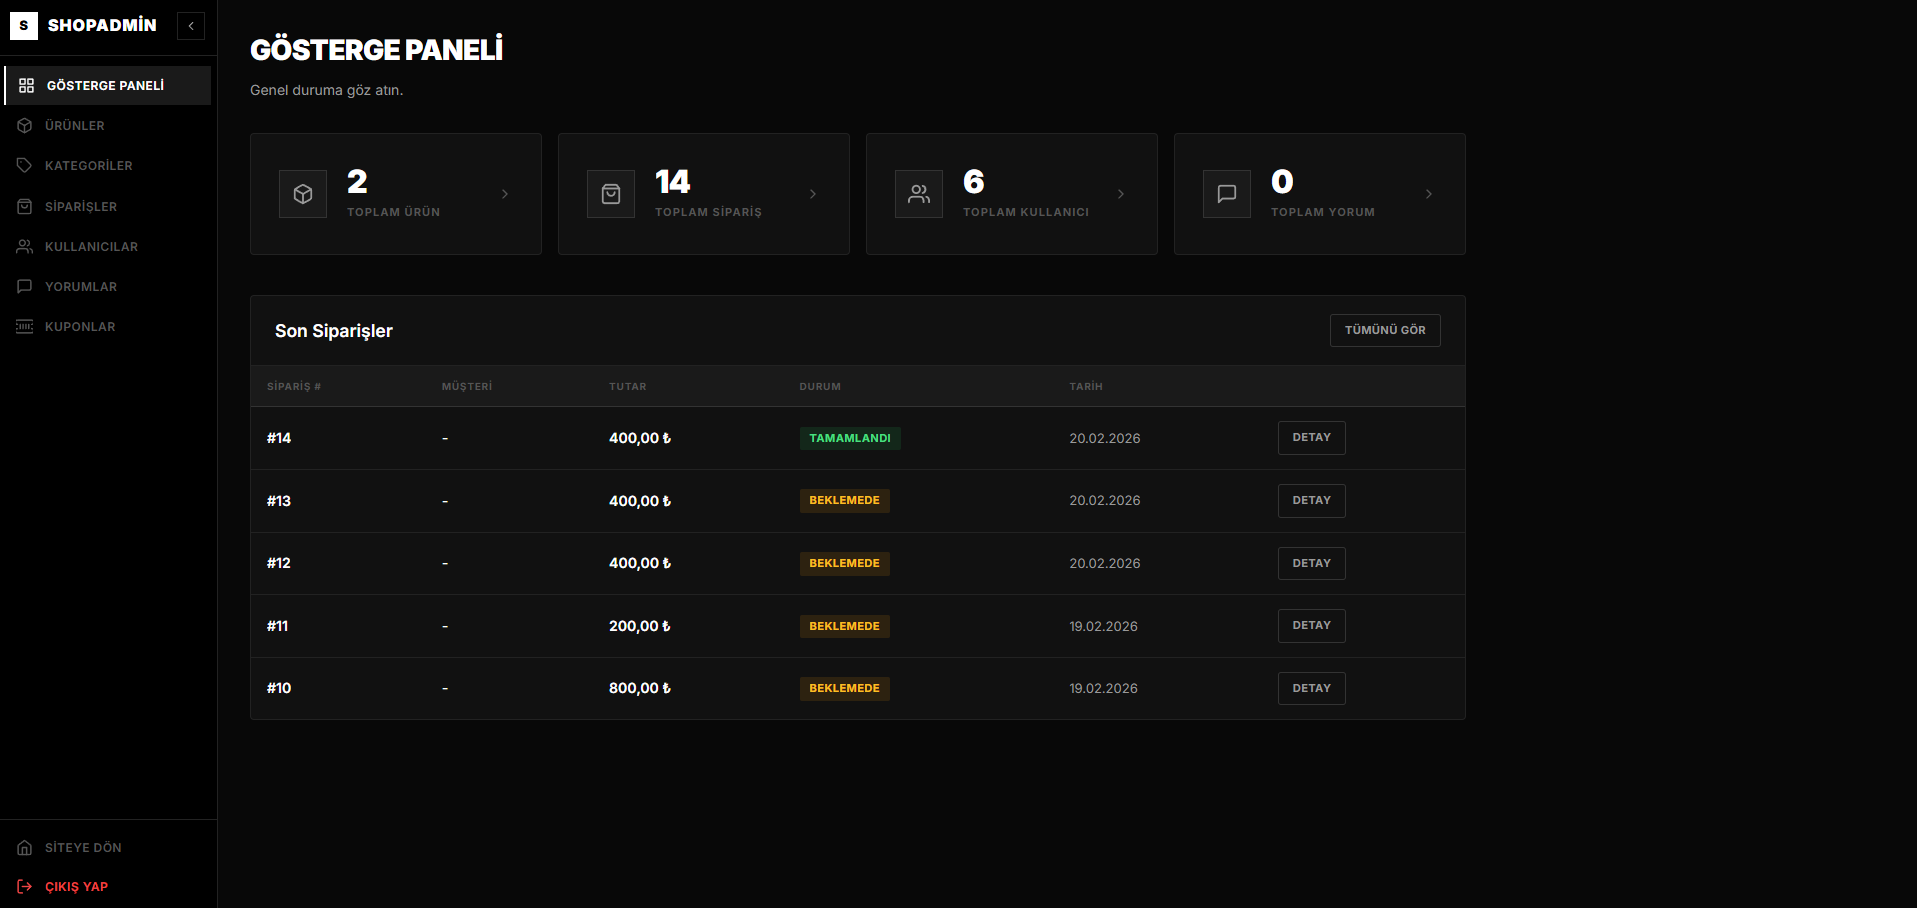 S SHOPADMİN
GÖSTERGE PANELİ
ÜRÜNLER
KATEGORİLER
SİPARİŞLER
KULLANICILAR
YORUMLAR
KUPONLAR
SİTEYE DÖN
ÇIKIŞ YAP
GÖSTERGE PANELİ
Genel duruma göz atın.
2
TOPLAM ÜRÜN
14
TOPLAM SİPARİŞ
6
TOPLAM KULLANICI
0
TOPLAM YORUM
Son Siparişler TÜMÜNÜ GÖR
SİPARİŞ # MÜŞTERİ TUTAR DURUM TARİH
#14 - 400,00 ₺ TAMAMLANDI 20.02.2026 DETAY
#13 - 400,00 ₺ BEKLEMEDE 20.02.2026 DETAY
#12 - 400,00 ₺ BEKLEMEDE 20.02.2026 DETAY
#11 - 200,00 ₺ BEKLEMEDE 19.02.2026 DETAY
#10 - 800,00 ₺ BEKLEMEDE 19.02.2026 DETAY